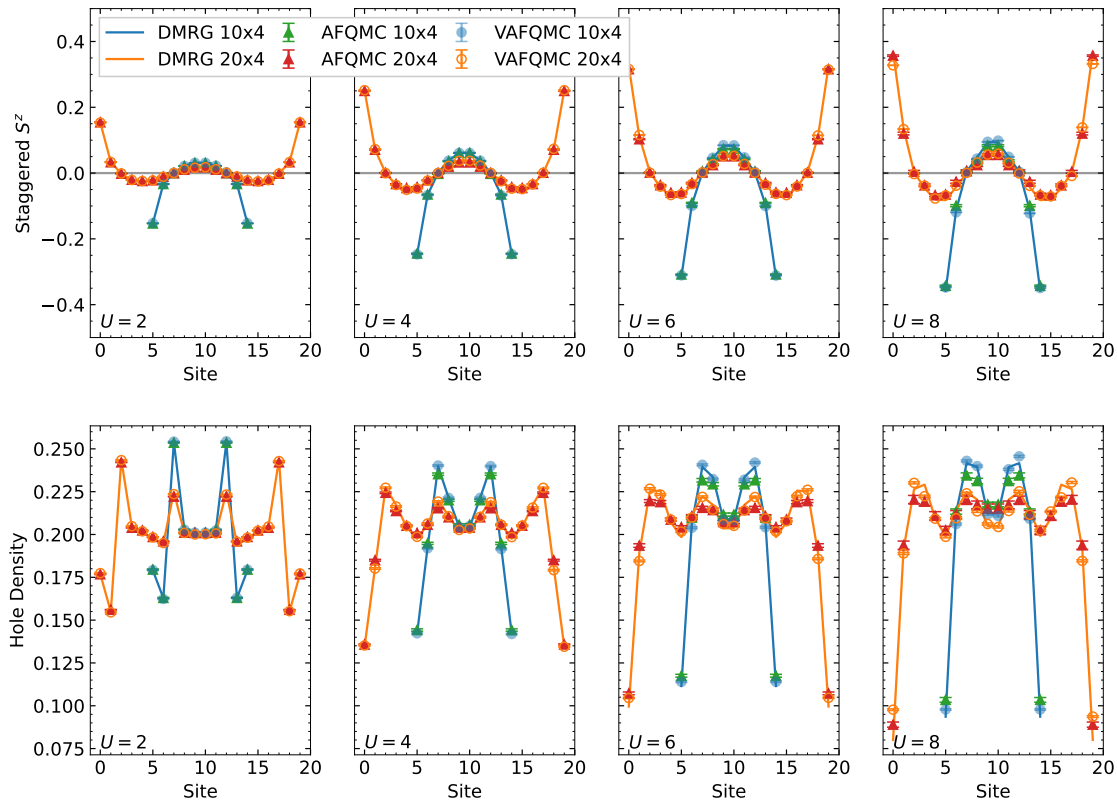 DMRG 10x4 AFQMC 10x4 VAFQMC 10x4
DMRG 20x4 AFQMC 20x4 VAFQMC 20x4
Staggered S^z
0.4
0.2
0.0
−0.2
−0.4
U = 2
U = 4
U = 6
U = 8
0 5 10 15 20
0 5 10 15 20
0 5 10 15 20
0 5 10 15 20
Site
Site
Site
Site
Hole Density
0.250
0.225
0.200
0.175
0.150
0.125
0.100
0.075
U = 2
U = 4
U = 6
U = 8
0 5 10 15 20
0 5 10 15 20
0 5 10 15 20
0 5 10 15 20
Site
Site
Site
Site